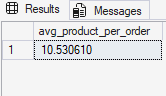 Results Messages
avg_product_per_order
1 10.530610